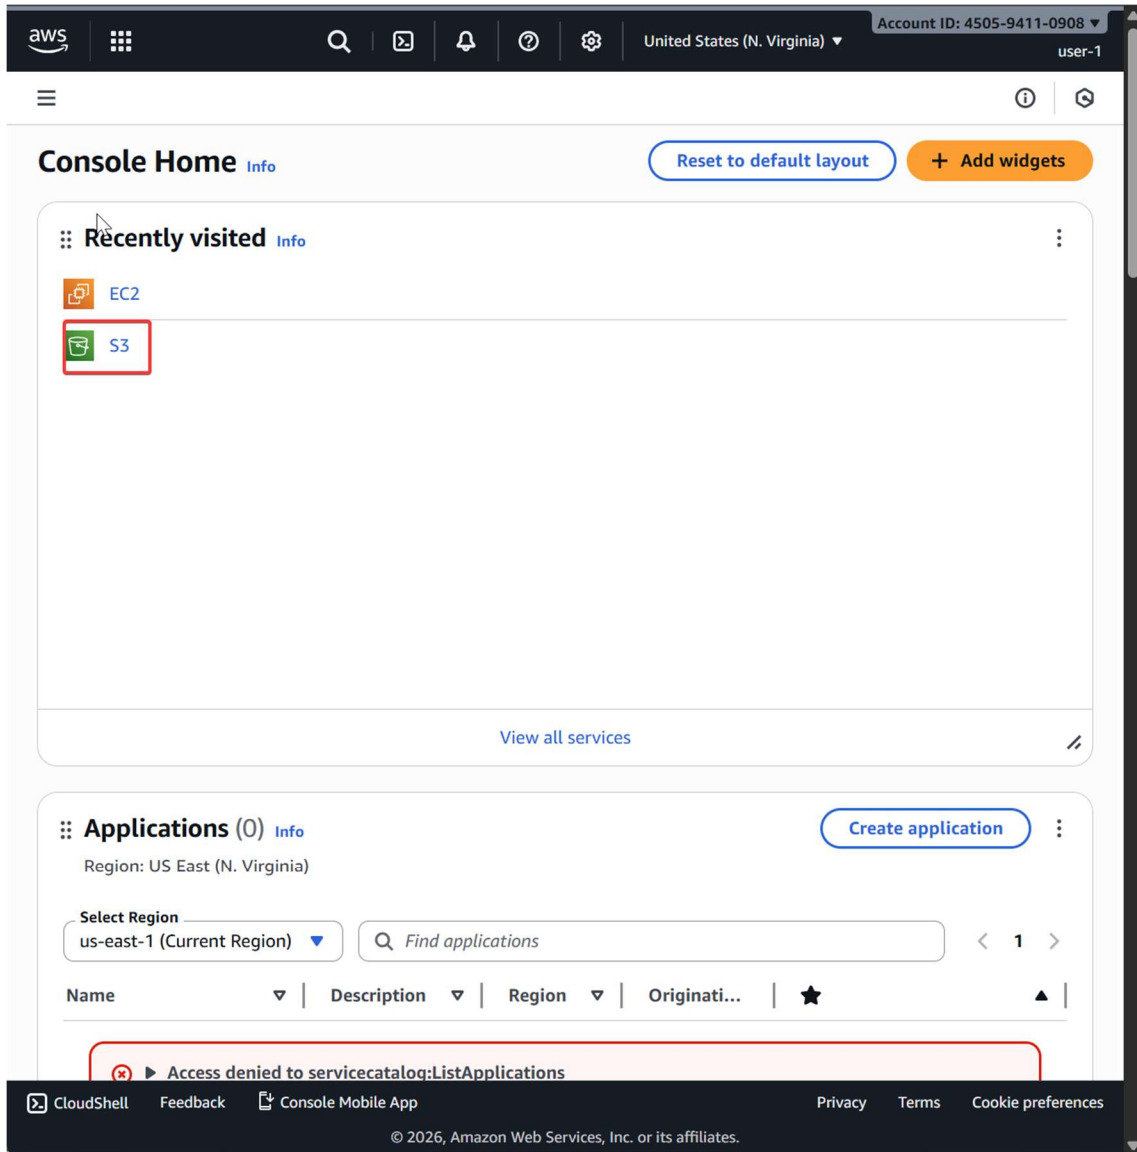 aws
United States (N. Virginia) ▼
Account ID: 4505-9411-0908 ▼
user-1
Console Home Info
Reset to default layout
+ Add widgets
Recently visited Info
EC2
S3
View all services
Applications (0) Info
Create application
Region: US East (N. Virginia)
Select Region
us-east-1 (Current Region)
Find applications
1
Name
Description
Region
Originati...
Access denied to servicecatalog:ListApplications
CloudShell
Feedback
Console Mobile App
Privacy
Terms
Cookie preferences
© 2026, Amazon Web Services, Inc. or its affiliates.